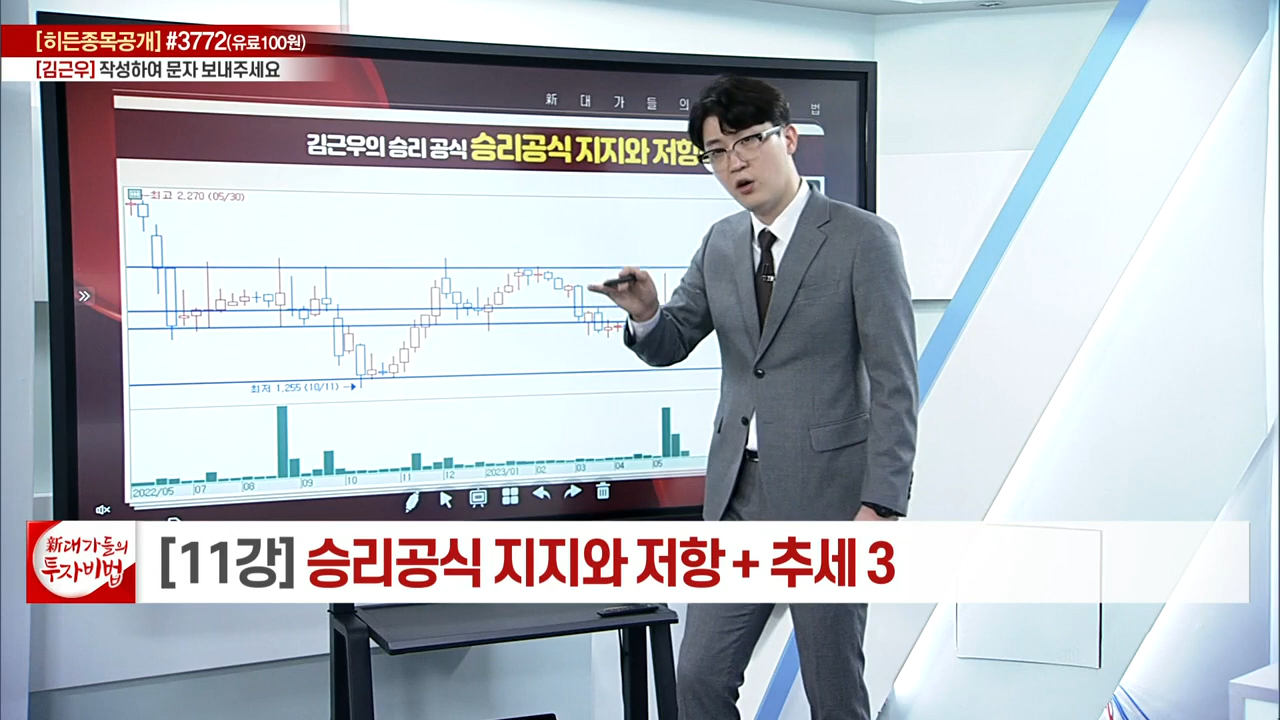 [히든종목공개] #3772(유료100원)
[김근우] 작성하여 문자 보내주세요
新 대 가 들 의
법
김근우의 승리 공식 승리공식 지지와 저항
최고 2,270 (05/30)
최저 1,255 (10/11)
2022/05 07 08 09 10 11 12 2023/01 02 03 04 05
新대가들의
투자비법
[11강] 승리공식 지지와 저항 + 추세 3